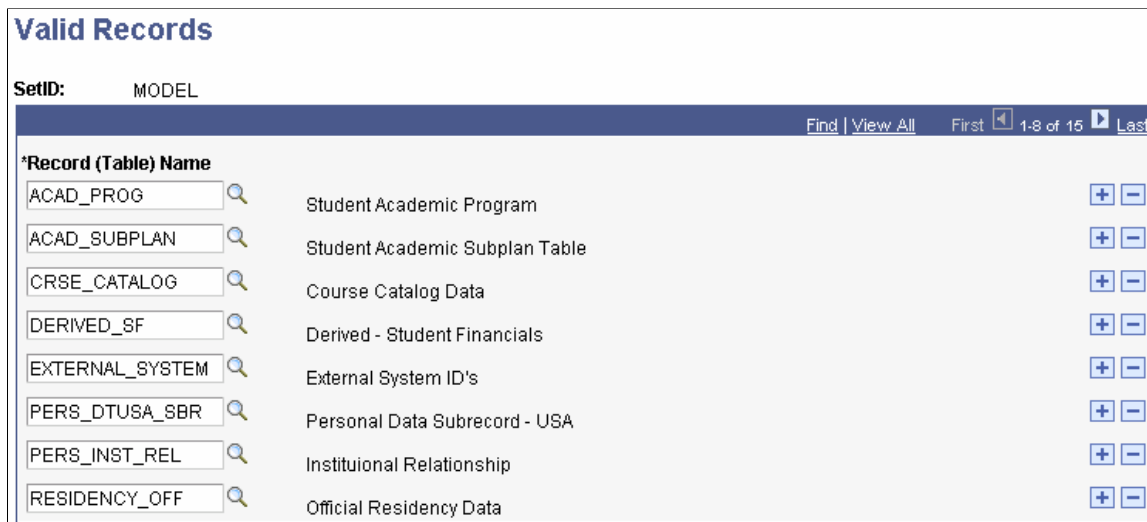 Valid Records
SetID: MODEL
Find | View All First 1-8 of 15 Last
*Record (Table) Name
ACAD_PROG Student Academic Program
ACAD_SUBPLAN Student Academic Subplan Table
CRSE_CATALOG Course Catalog Data
DERIVED_SF Derived - Student Financials
EXTERNAL_SYSTEM External System ID's
PERS_DTUSA_SBR Personal Data Subrecord - USA
PERS_INST_REL Instituional Relationship
RESIDENCY_OFF Official Residency Data